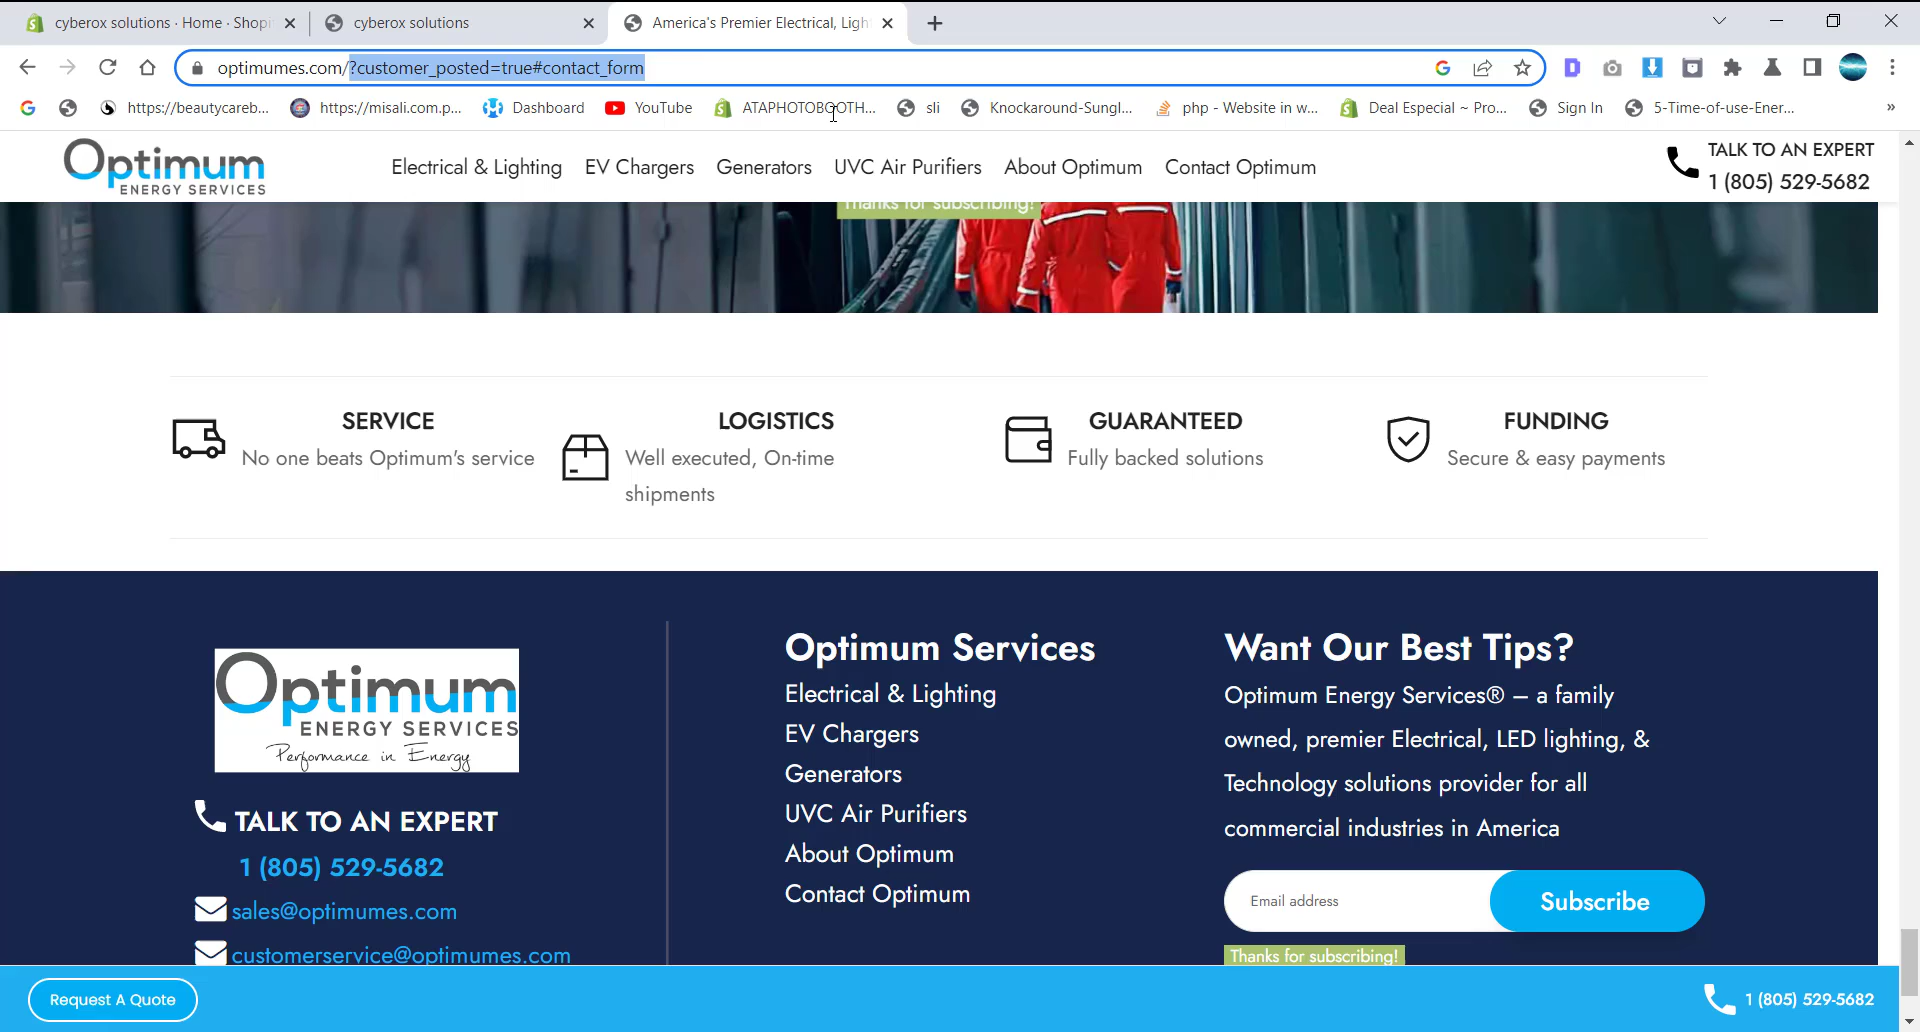 cyberox solutions · Home · Shopi
cyberox solutions
America's Premier Electrical, Ligh
optimumes.com/?customer_posted=true#contact_form
https://beautycareb...
https://misali.com.p...
Dashboard
YouTube
ATAPHOTOBOOTH...
sli
Knockaround-Sungl...
php - Website in w...
Deal Especial ~ Pro...
Sign In
5-Time-of-use-Ener...
»
Optimum
ENERGY SERVICES
Electrical & Lighting
EV Chargers
Generators
UVC Air Purifiers
About Optimum
Contact Optimum
TALK TO AN EXPERT
1 (805) 529-5682
Thanks for subscribing!
SERVICE
No one beats Optimum's service
LOGISTICS
Well executed, On-time
shipments
GUARANTEED
Fully backed solutions
FUNDING
Secure & easy payments
Optimum
ENERGY SERVICES
Performance in Energy
TALK TO AN EXPERT
1 (805) 529-5682
sales@optimumes.com
customerservice@optimumes.com
Optimum Services
Electrical & Lighting
EV Chargers
Generators
UVC Air Purifiers
About Optimum
Contact Optimum
Want Our Best Tips?
Optimum Energy Services® – a family
owned, premier Electrical, LED lighting, &
Technology solutions provider for all
commercial industries in America
Email address
Subscribe
Thanks for subscribing!
Request A Quote
1 (805) 529-5682